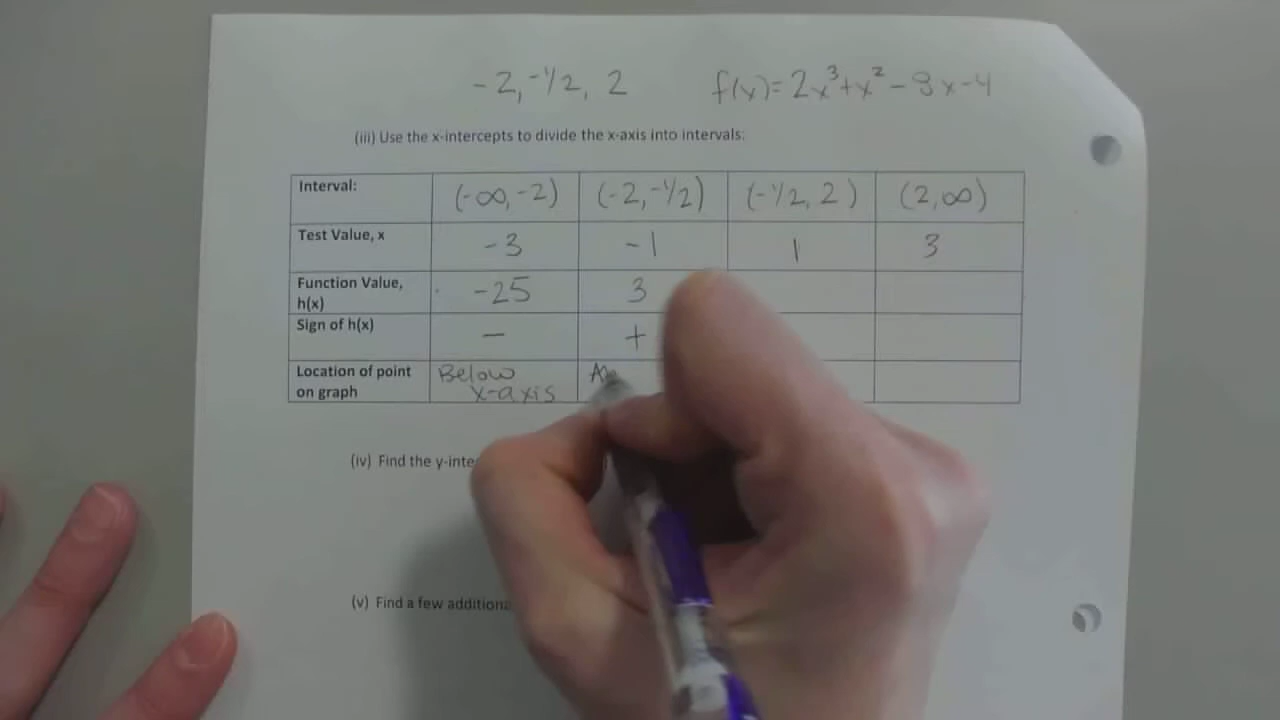 -2, -1/2, 2 f(x)=2x³+x²-8x-4
(iii) Use the x-intercepts to divide the x-axis into intervals:
Interval: (-∞,-2) (-2,-1/2) (-1/2, 2) (2,∞)
Test Value, x -3 -1 1 3
Function Value, h(x) -25 3
Sign of h(x) - +
Location of point on graph Below x-axis
(iv) Find the
(v) Find a few